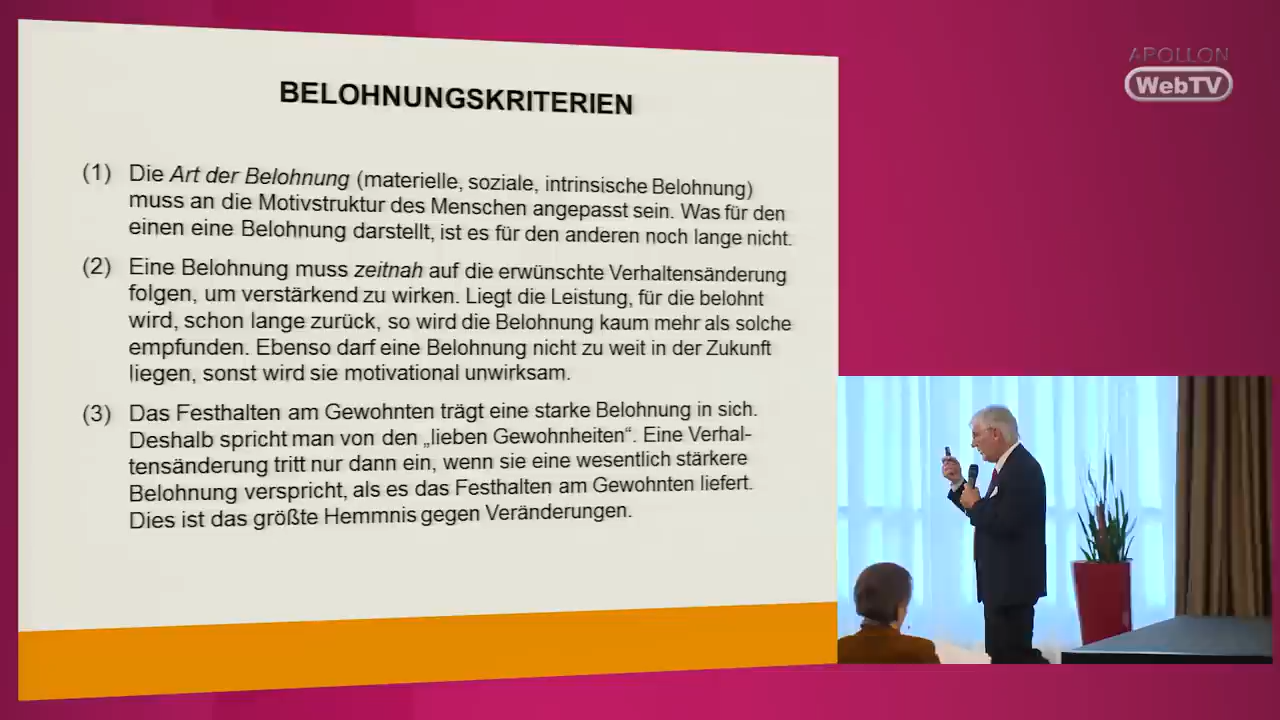 APOLLON
WebTV
BELOHNUNGSKRITERIEN
(1) Die Art der Belohnung (materielle, soziale, intrinsische Belohnung)
muss an die Motivstruktur des Menschen angepasst sein. Was für den
einen eine Belohnung darstellt, ist es für den anderen noch lange nicht.
(2) Eine Belohnung muss zeitnah auf die erwünschte Verhaltensänderung
folgen, um verstärkend zu wirken. Liegt die Leistung, für die belohnt
wird, schon lange zurück, so wird die Belohnung kaum mehr als solche
empfunden. Ebenso darf eine Belohnung nicht zu weit in der Zukunft
liegen, sonst wird sie motivational unwirksam.
(3) Das Festhalten am Gewohnten trägt eine starke Belohnung in sich.
Deshalb spricht man von den „lieben Gewohnheiten“. Eine Verhal-
tensänderung tritt nur dann ein, wenn sie eine wesentlich stärkere
Belohnung verspricht, als es das Festhalten am Gewohnten liefert.
Dies ist das größte Hemmnis gegen Veränderungen.